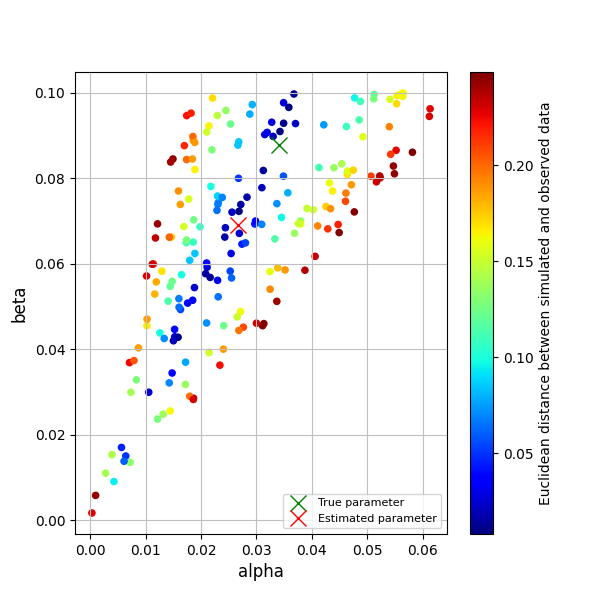 0.10
0.08
0.06
0.04
0.02
0.00
beta
0.00 0.01 0.02 0.03 0.04 0.05 0.06
alpha
True parameter
Estimated parameter
0.20
0.15
0.10
0.05
Euclidean distance between simulated and observed data